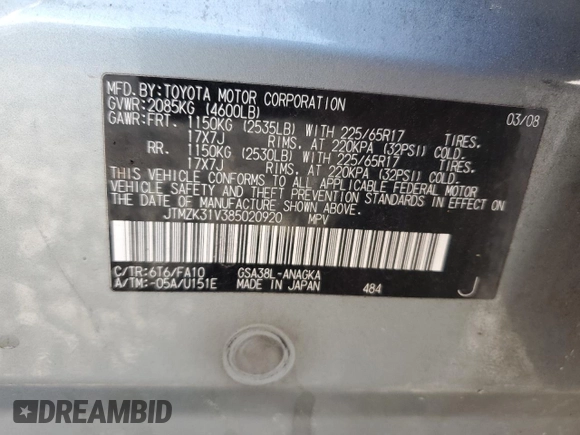 MFD.BY:TOYOTA MOTOR CORPORATION 03/08
GVWR:2085KG (4600LB)
GAWR:FRT. 1150KG (2535LB) WITH 225/65R17 TIRES.
17X7J RIMS. AT 220KPA (32PSI) COLD.
RR. 1150KG (2530LB) WITH 225/65R17 TIRES.
17X7J RIMS. AT 220KPA (32PSI) COLD.
THIS VEHICLE CONFORMS TO ALL APPLICABLE FEDERAL MOTOR
VEHICLE SAFETY AND THEFT PREVENTION STANDARDS IN EFFECT ON
THE DATE OF MANUFACTURE SHOWN ABOVE.
JTMZK31V385020920 MPV
C/TR:6T6/FA10 GSA38L-ANAGKA
A/TM:-05A/U151E MADE IN JAPAN 484 J
DREAMBID